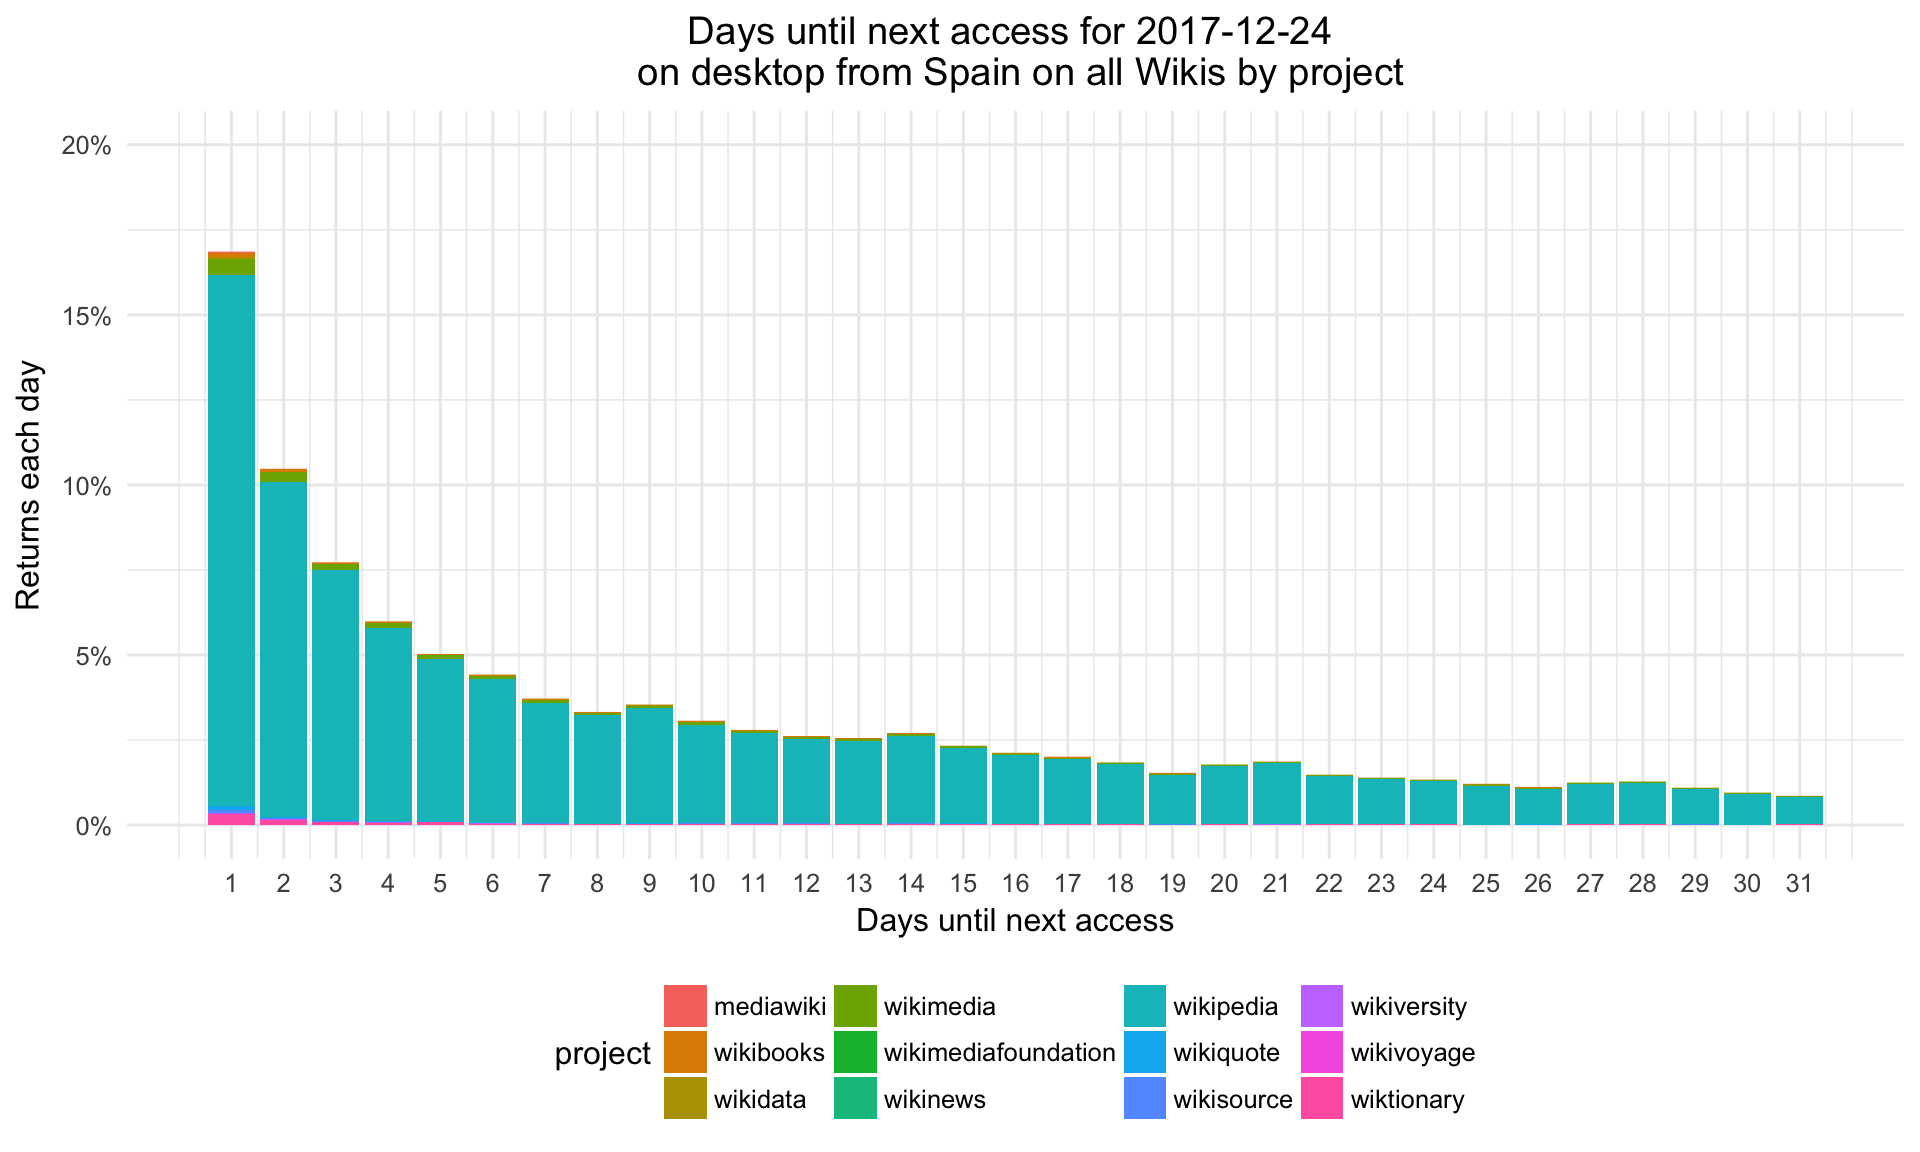 Days until next access for 2017-12-24
on desktop from Spain on all Wikis by project
Returns each day
20%
15%
10%
5%
0%
1 2 3 4 5 6 7 8 9 10 11 12 13 14 15 16 17 18 19 20 21 22 23 24 25 26 27 28 29 30 31
Days until next access
project
mediawiki wikimedia wikipedia wikiversity
wikibooks wikimediafoundation wikiquote wikivoyage
wikidata wikinews wikisource wiktionary